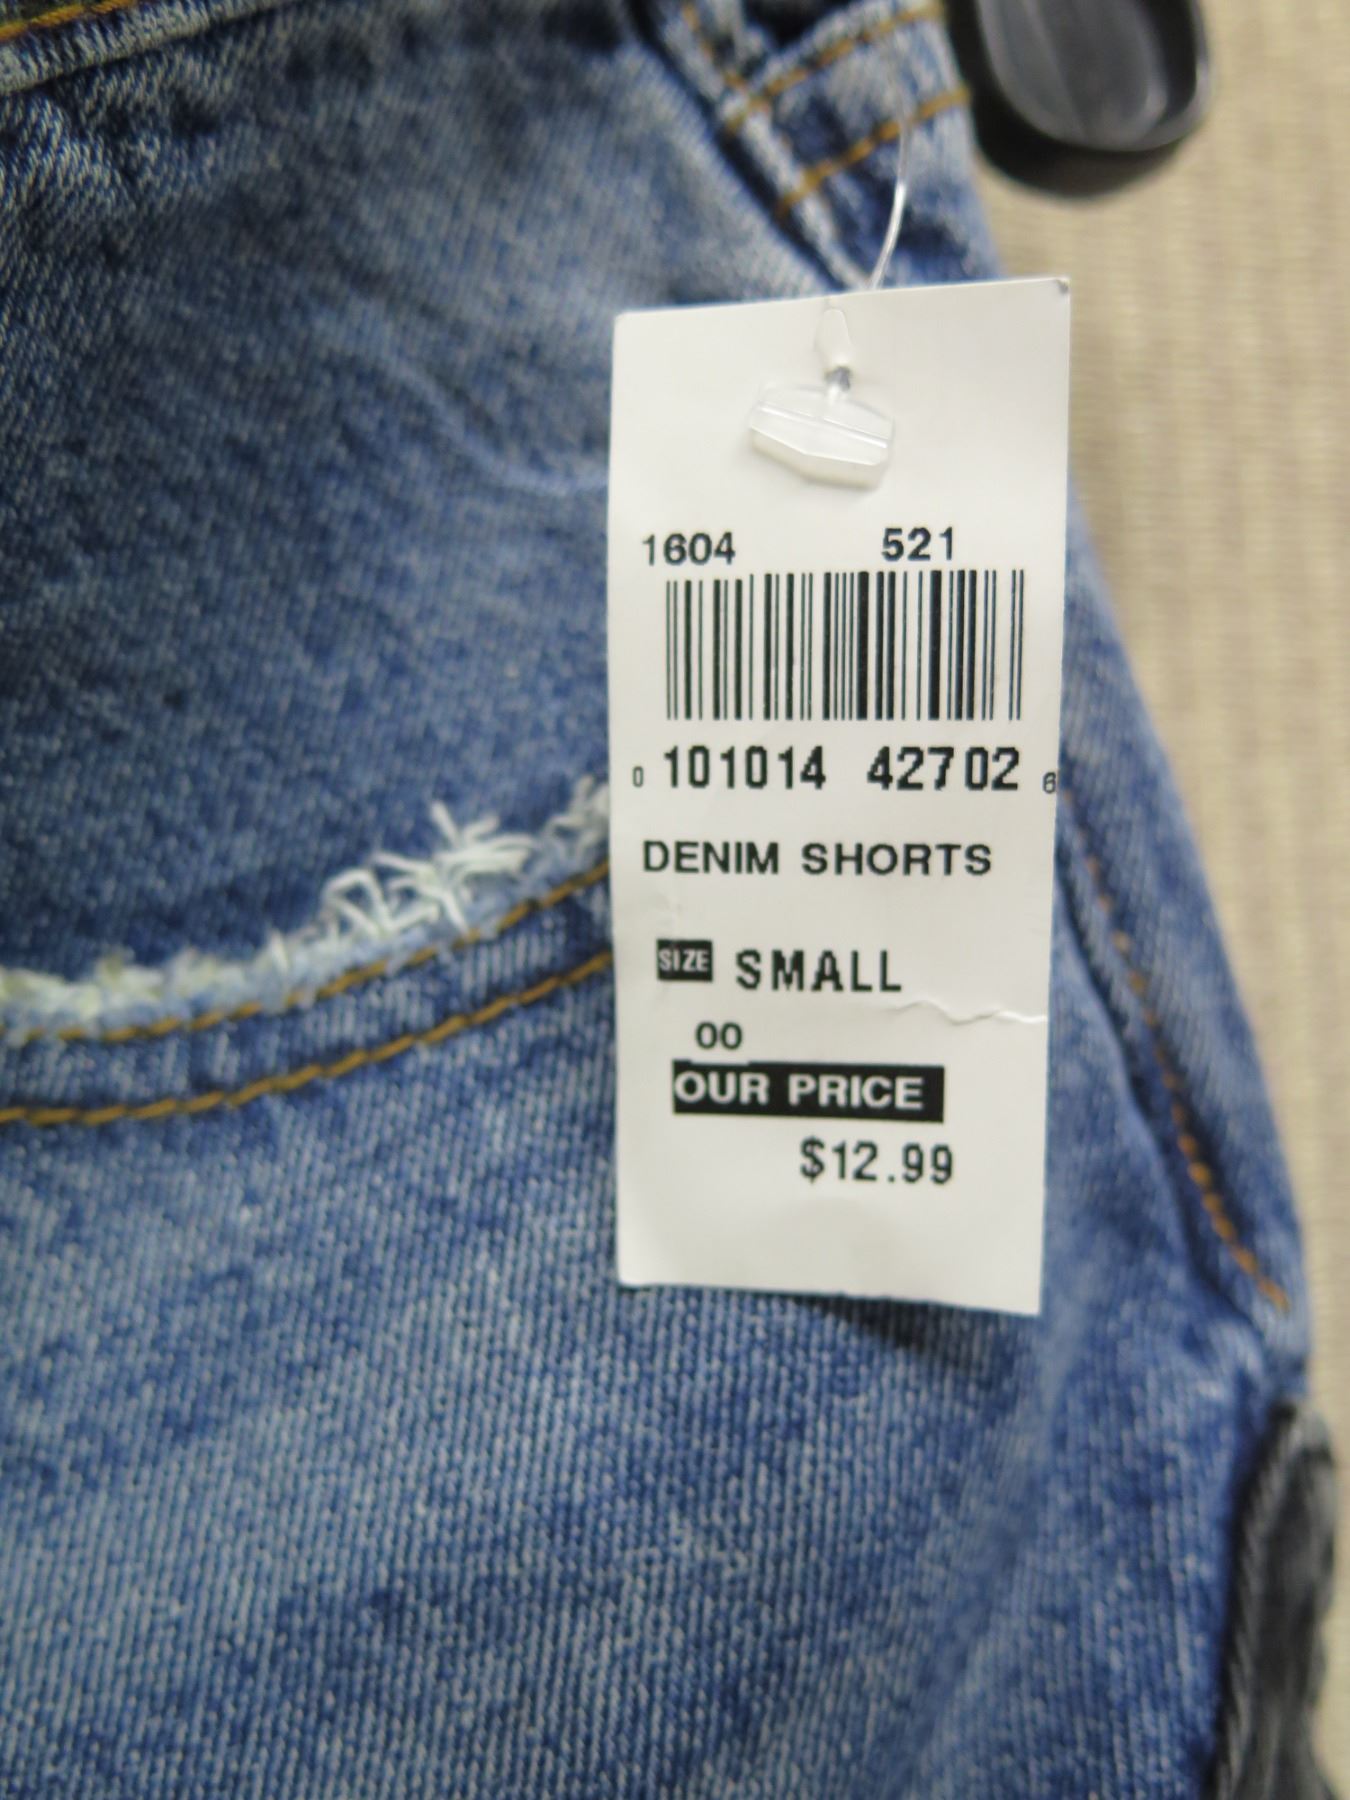 1604 521
0 101014 42702 6
DENIM SHORTS
SIZE SMALL
00
OUR PRICE
$12.99